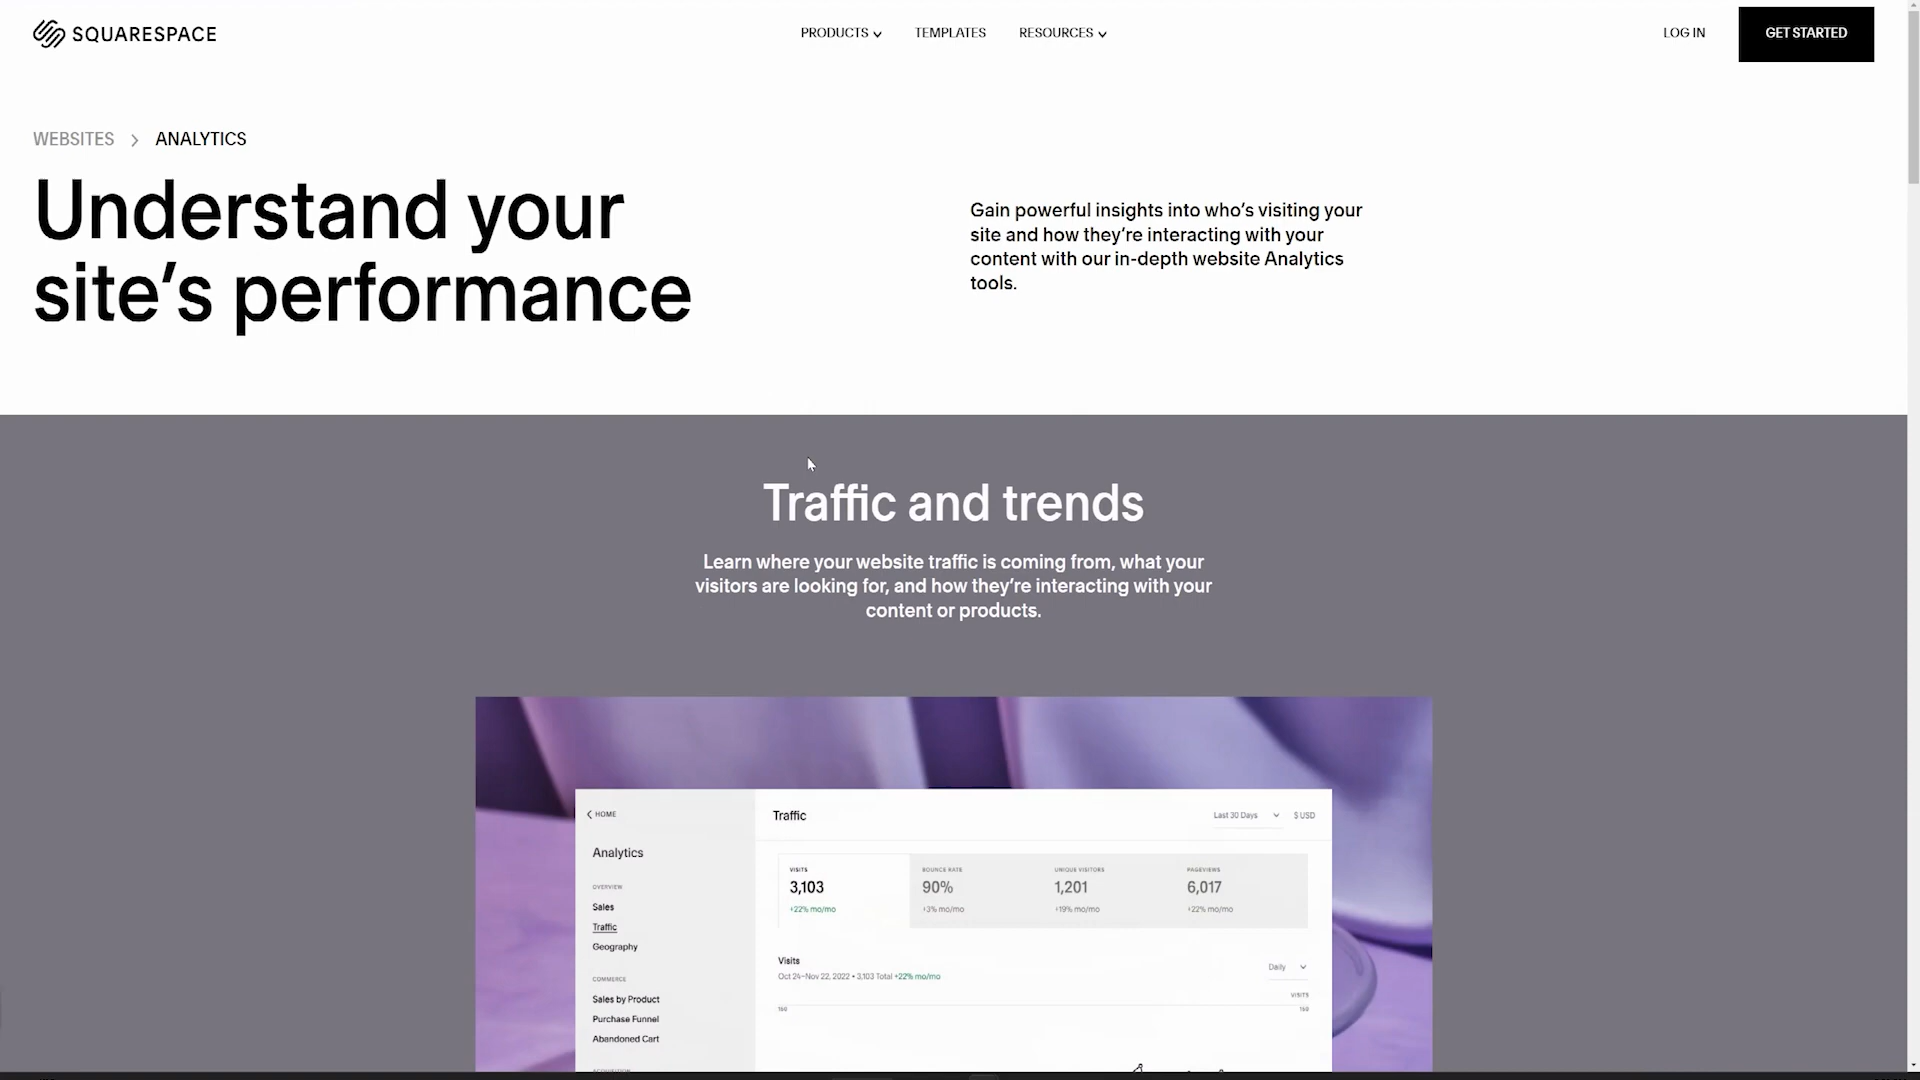 SQUARESPACE
PRODUCTS
TEMPLATES
RESOURCES
LOG IN
GET STARTED
WEBSITES
ANALYTICS
Understand your
site’s performance
Gain powerful insights into who’s visiting your
site and how they’re interacting with your
content with our in-depth website Analytics
tools.
Traffic and trends
Learn where your website traffic is coming from, what your
visitors are looking for, and how they’re interacting with your
content or products.
HOME
Analytics
OVERVIEW
Sales
Traffic
Geography
COMMERCE
Sales by Product
Purchase Funnel
Abandoned Cart
Traffic
Last 30 Days
$ USD
VISITS
3,103
+22% mo/mo
BOUNCE RATE
90%
+3% mo/mo
UNIQUE VISITORS
1,201
+19% mo/mo
PAGEVIEWS
6,017
+22% mo/mo
Visits
Oct 24–Nov 22, 2022 • 3,103 Total +22% mo/mo
Daily
VISITS
160
160